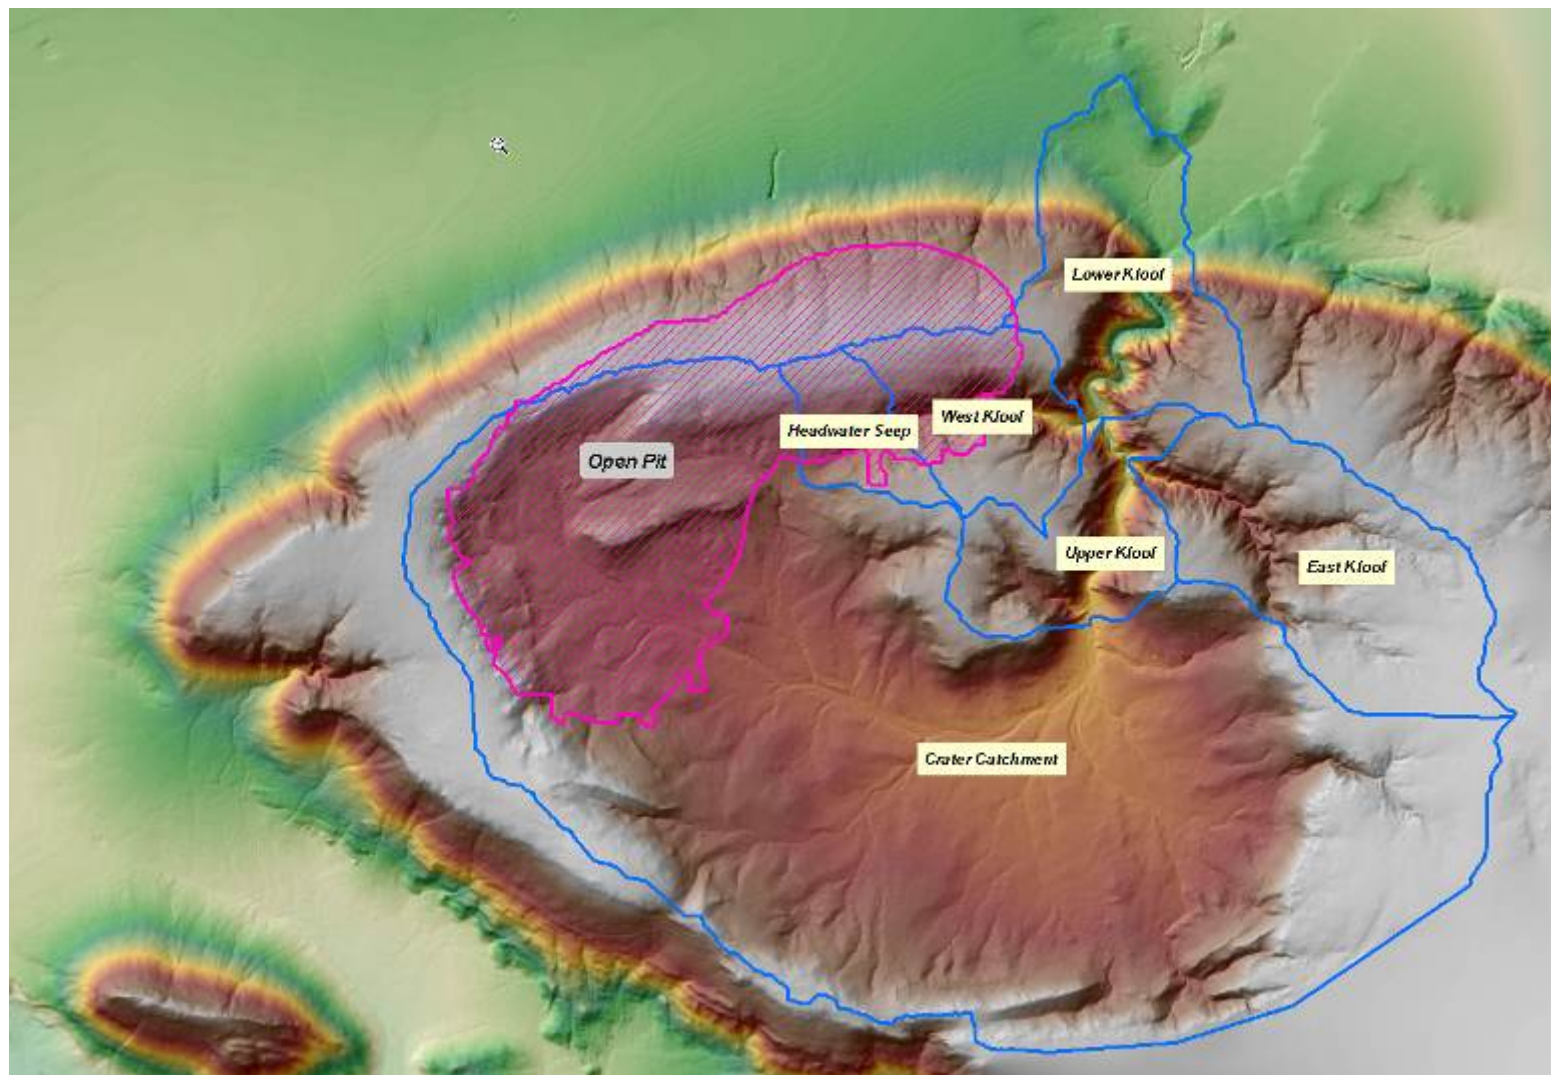 Lower Kloof
West Kloof
Headwater Seep
Open Pit
Upper Kloof
East Kloof
Crater Catchment